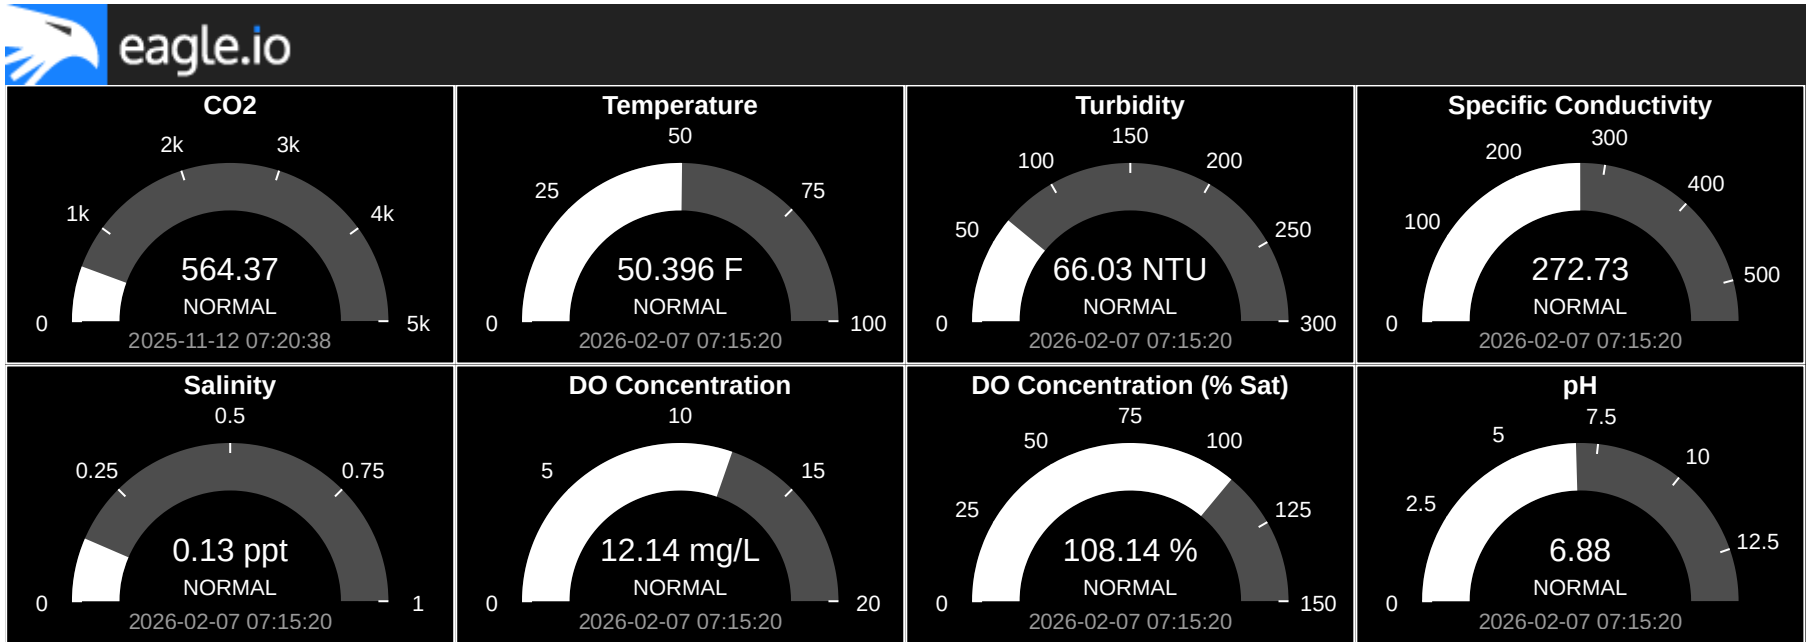 eagle.io
CO2
0
1k
2k
3k
4k
5k
564.37
NORMAL
2025-11-12 07:20:38
Temperature
0
25
50
75
100
50.396 F
NORMAL
2026-02-07 07:15:20
Turbidity
0
50
100
150
200
250
300
66.03 NTU
NORMAL
2026-02-07 07:15:20
Specific Conductivity
0
100
200
300
400
500
272.73
NORMAL
2026-02-07 07:15:20
Salinity
0
0.25
0.5
0.75
1
0.13 ppt
NORMAL
2026-02-07 07:15:20
DO Concentration
0
5
10
15
20
12.14 mg/L
NORMAL
2026-02-07 07:15:20
DO Concentration (% Sat)
0
25
50
75
100
125
150
108.14 %
NORMAL
2026-02-07 07:15:20
pH
0
2.5
5
7.5
10
12.5
6.88
NORMAL
2026-02-07 07:15:20